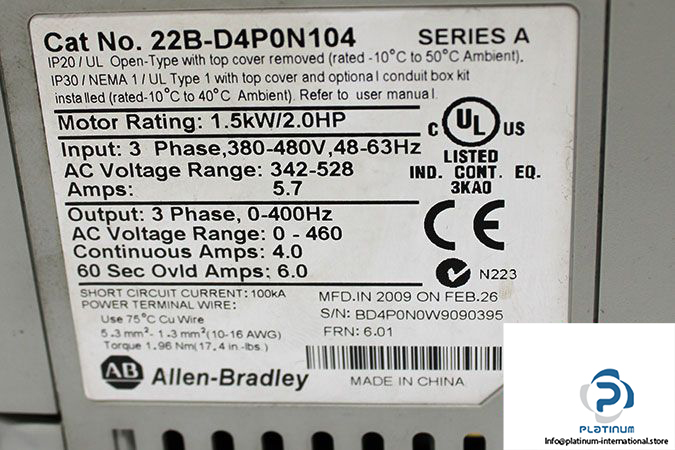 Cat No. 22B-D4P0N104 SERIES A
IP20 / UL Open-Type with top cover removed (rated -10°C to 50°C Ambient).
IP30 / NEMA 1 / UL Type 1 with top cover and optional conduit box kit
installed (rated-10°C to 40°C Ambient). Refer to user manual.
Motor Rating: 1.5kW/2.0HP
Input: 3 Phase, 380-480V, 48-63Hz
AC Voltage Range: 342-528
Amps: 5.7
C UL US
LISTED
IND. CONT. EQ.
3KA0
Output: 3 Phase, 0-400Hz
AC Voltage Range: 0 - 460
Continuous Amps: 4.0
60 Sec Ovld Amps: 6.0
CE
N223
SHORT CIRCUIT CURRENT: 100kA
POWER TERMINAL WIRE:
Use 75°C Cu Wire
5.3 mm²- 1.3 mm²(10-16 AWG)
Torque 1.96 Nm(17.4 in-lbs.)
MFD.IN 2009 ON FEB.26
S/N: BD4P0N0W9090395
FRN: 6.01
AB Allen-Bradley
MADE IN CHINA
PLATINUM
Info@platinum-international.store